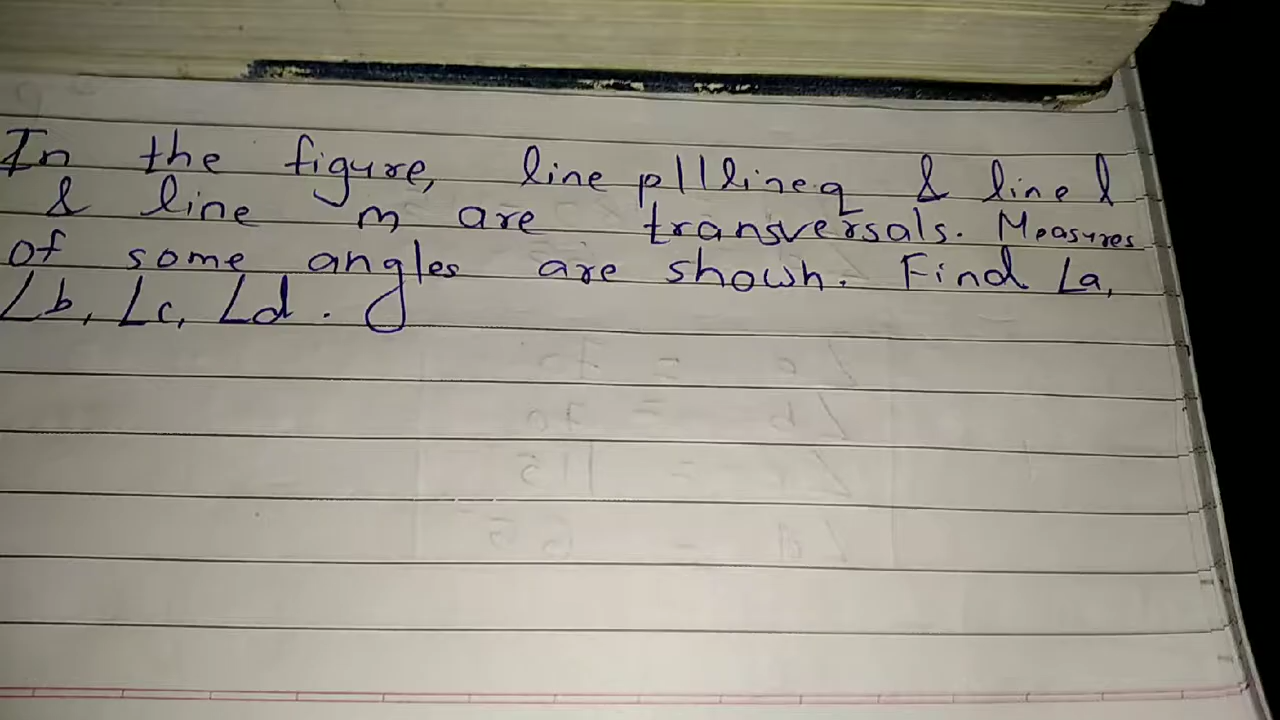 In the figure, line p||line q & line l
& line m are transversals. Measures
of some angles are shown. Find ∠a,
∠b, ∠c, ∠d.